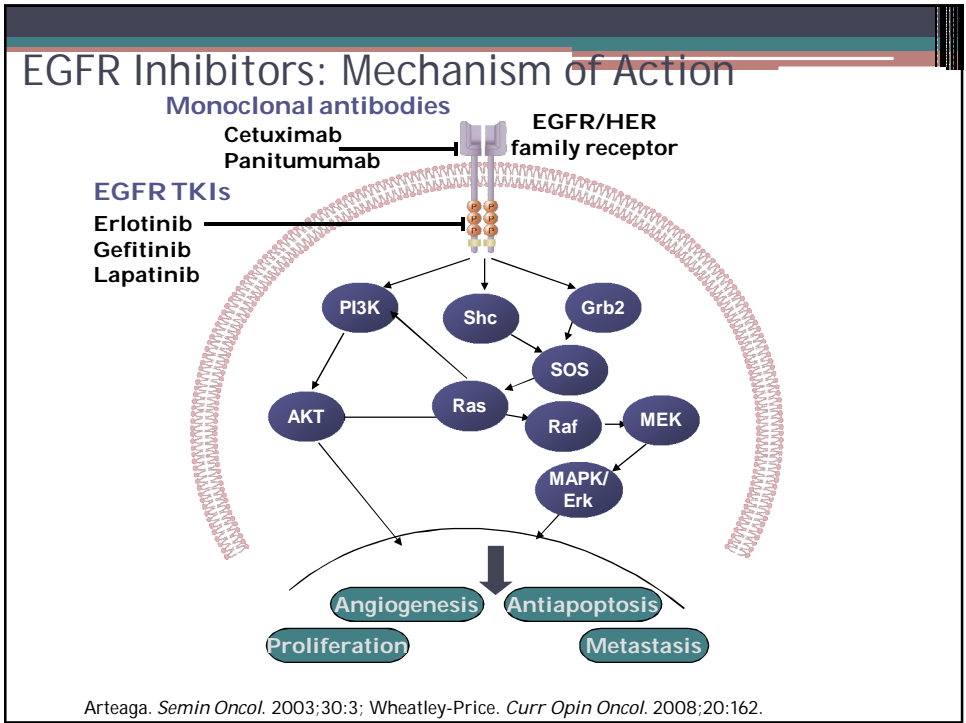 EGFR Inhibitors: Mechanism of Action
Monoclonal antibodies
Cetuximab
Panitumumab
EGFR/HER
family receptor
EGFR TKIs
Erlotinib
Gefitinib
Lapatinib
P P
P P
P P
PI3K
Shc
Grb2
SOS
AKT
Ras
Raf
MEK
MAPK/
Erk
Angiogenesis
Antiapoptosis
Proliferation
Metastasis
Arteaga. Semin Oncol. 2003;30:3; Wheatley-Price. Curr Opin Oncol. 2008;20:162.